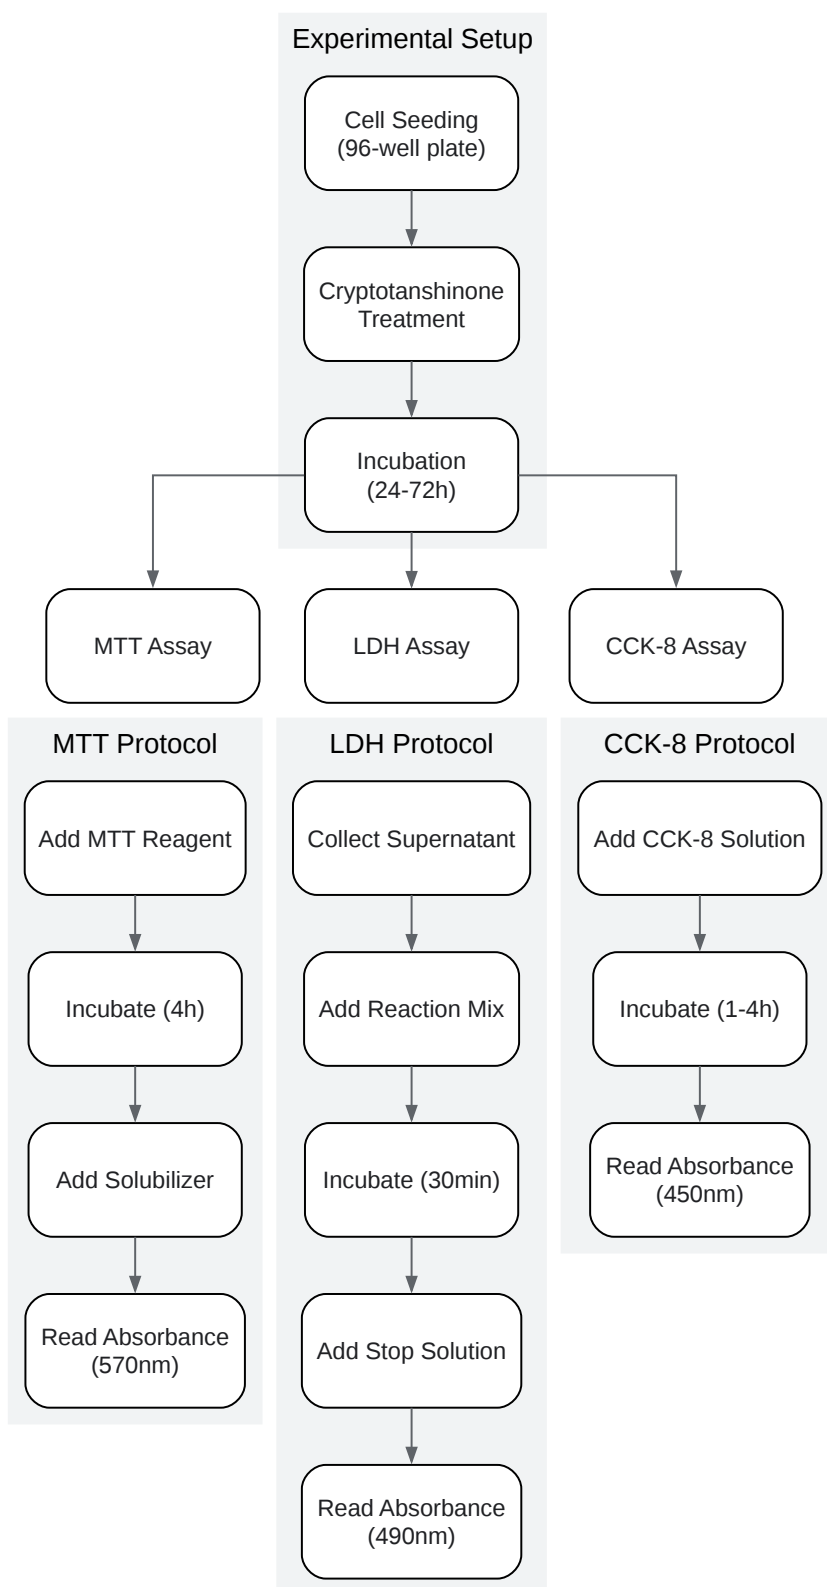 Experimental Setup
Cell Seeding
(96-well plate)
Cryptotanshinone
Treatment
Incubation
(24-72h)
MTT Assay
LDH Assay
CCK-8 Assay
MTT Protocol
Add MTT Reagent
Incubate (4h)
Add Solubilizer
Read Absorbance
(570nm)
LDH Protocol
Collect Supernatant
Add Reaction Mix
Incubate (30min)
Add Stop Solution
Read Absorbance
(490nm)
CCK-8 Protocol
Add CCK-8 Solution
Incubate (1-4h)
Read Absorbance
(450nm)